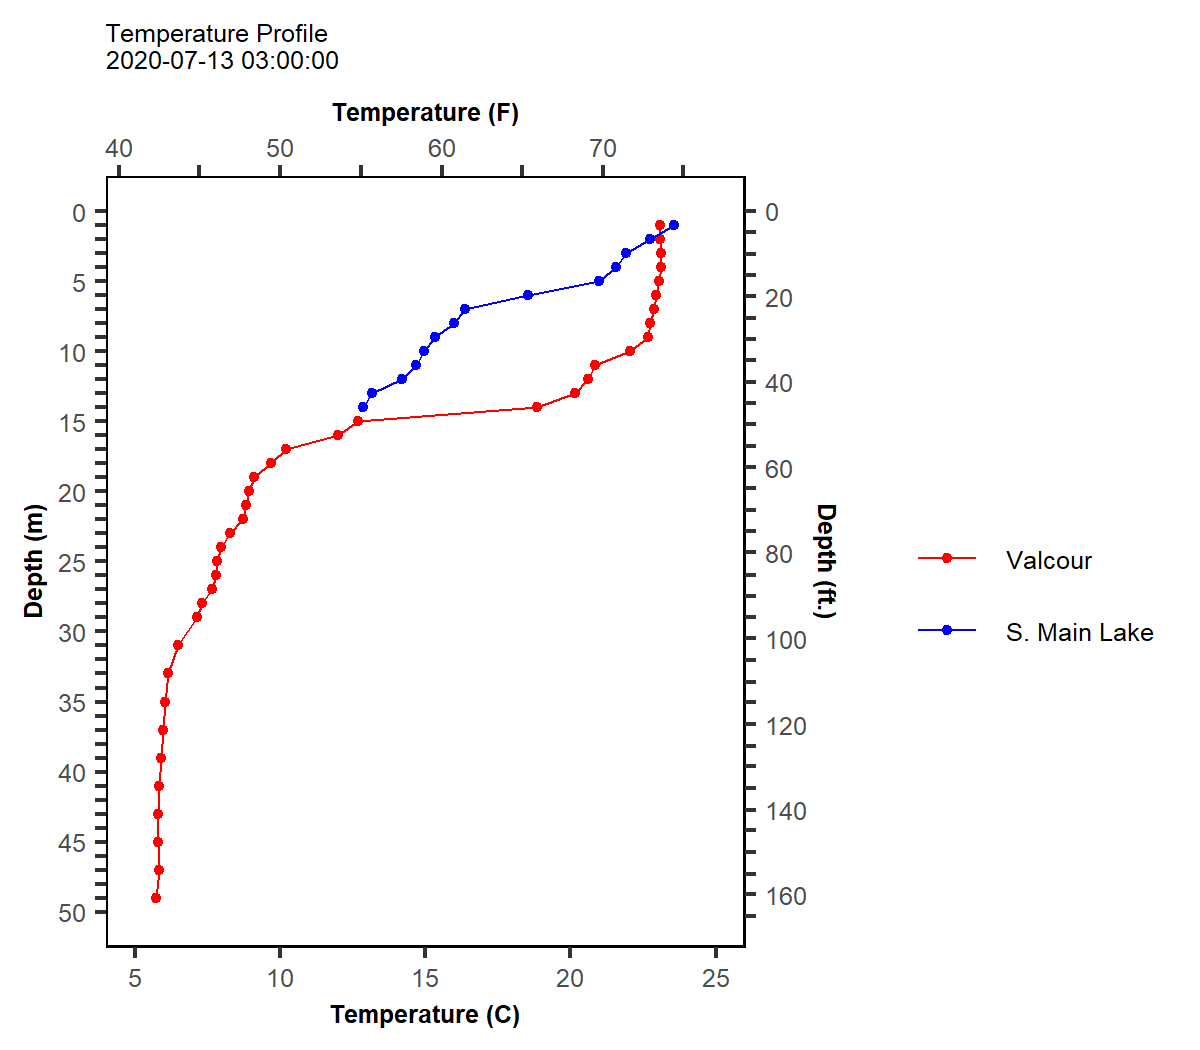 Temperature Profile
2020-07-13 03:00:00
Temperature (F)
40 50 60 70
0
5
10
15
20
25
30
35
40
45
50
Depth (m)
0
20
40
60
80
100
120
140
160
Depth (ft.)
Valcour
S. Main Lake
5 10 15 20 25
Temperature (C)